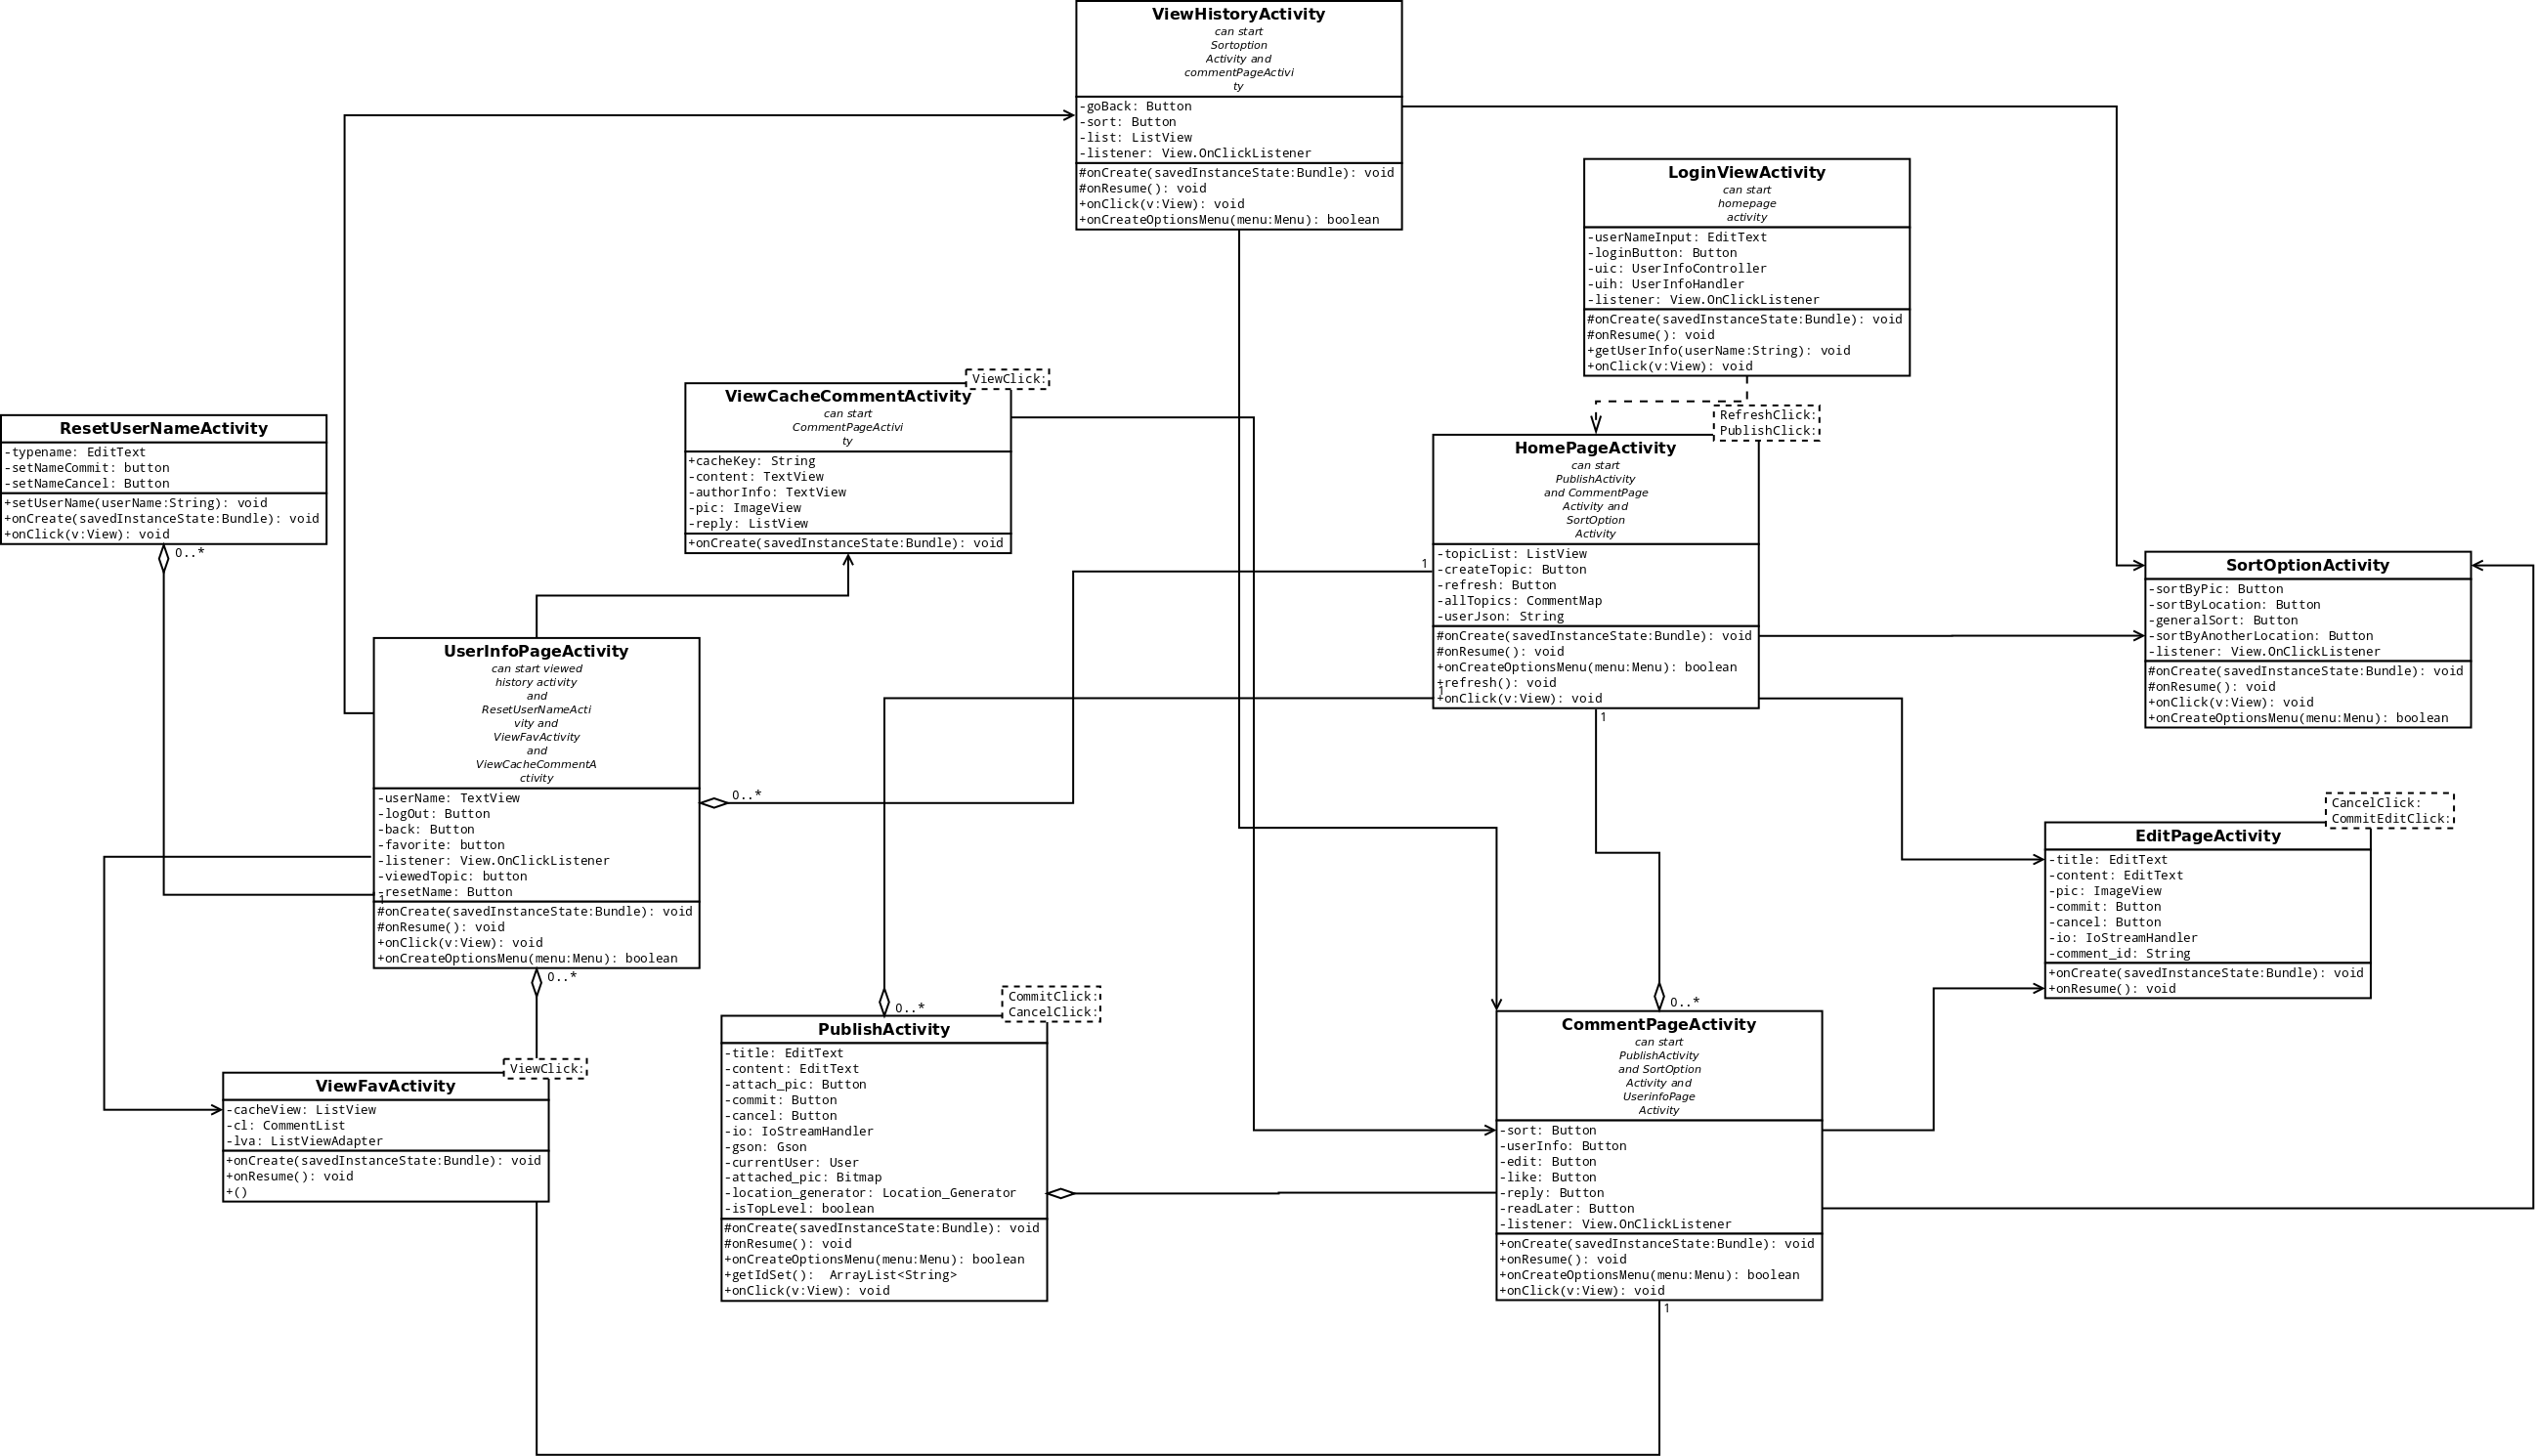 ViewHistoryActivity
can start
Sortoption
Activity and
commentPageActivi
ty
-goBack: Button
-sort: Button
-list: ListView
-listener: View.OnClickListener
#onCreate(savedInstanceState:Bundle): void
#onResume(): void
+onClick(v:View): void
+onCreateOptionsMenu(menu:Menu): boolean
LoginViewActivity
can start
homepage
activity
-userNameInput: EditText
-loginButton: Button
-uic: UserInfoController
-uih: UserInfoHandler
-listener: View.OnClickListener
#onCreate(savedInstanceState:Bundle): void
#onResume(): void
+getUserInfo(userName:String): void
+onClick(v:View): void
ViewClick:
ViewCacheCommentActivity
can start
CommentPageActivi
ty
+cacheKey: String
-content: TextView
-authorInfo: TextView
-pic: ImageView
-reply: ListView
+onCreate(savedInstanceState:Bundle): void
ResetUserNameActivity
-typename: EditText
-setNameCommit: button
-setNameCancel: Button
+setUserName(userName:String): void
+onCreate(savedInstanceState:Bundle): void
+onClick(v:View): void
0..*
RefreshClick:
PublishClick:
HomePageActivity
can start
PublishActivity
and CommentPage
Activity and
SortOption
Activity
-topicList: ListView
-createTopic: Button
-refresh: Button
-allTopics: CommentMap
-userJson: String
#onCreate(savedInstanceState:Bundle): void
#onResume(): void
+onCreateOptionsMenu(menu:Menu): boolean
+refresh(): void
+onClick(v:View): void
1
1
1
SortOptionActivity
-sortByPic: Button
-sortByLocation: Button
-generalSort: Button
-sortByAnotherLocation: Button
-listener: View.OnClickListener
#onCreate(savedInstanceState:Bundle): void
#onResume(): void
+onClick(v:View): void
+onCreateOptionsMenu(menu:Menu): boolean
UserInfoPageActivity
can start viewed
history activity
and
ResetUserNameActi
vity and
ViewFavActivity
and
ViewCacheCommentA
ctivity
-userName: TextView
-logOut: Button
-back: Button
-favorite: button
-listener: View.OnClickListener
-viewedTopic: button
-resetName: Button
1
#onCreate(savedInstanceState:Bundle): void
#onResume(): void
+onClick(v:View): void
+onCreateOptionsMenu(menu:Menu): boolean
0..*
0..*
CancelClick:
CommitEditClick:
EditPageActivity
-title: EditText
-content: EditText
-pic: ImageView
-commit: Button
-cancel: Button
-io: IoStreamHandler
-comment_id: String
+onCreate(savedInstanceState:Bundle): void
+onResume(): void
ViewClick:
ViewFavActivity
-cacheView: ListView
-cl: CommentList
-lva: ListViewAdapter
+onCreate(savedInstanceState:Bundle): void
+onResume(): void
+()
0..*
CommitClick:
CancelClick:
PublishActivity
-title: EditText
-content: EditText
-attach_pic: Button
-commit: Button
-cancel: Button
-io: IoStreamHandler
-gson: Gson
-currentUser: User
-attached_pic: Bitmap
-location_generator: Location_Generator
-isTopLevel: boolean
#onCreate(savedInstanceState:Bundle): void
#onResume(): void
+onCreateOptionsMenu(menu:Menu): boolean
+getIdSet():  ArrayList<String>
+onClick(v:View): void
0..*
CommentPageActivity
can start
PublishActivity
and SortOption
Activity and
UserinfoPage
Activity
-sort: Button
-userInfo: Button
-edit: Button
-like: Button
-reply: Button
-readLater: Button
-listener: View.OnClickListener
+onCreate(savedInstanceState:Bundle): void
+onResume(): void
+onCreateOptionsMenu(menu:Menu): boolean
+onClick(v:View): void
1